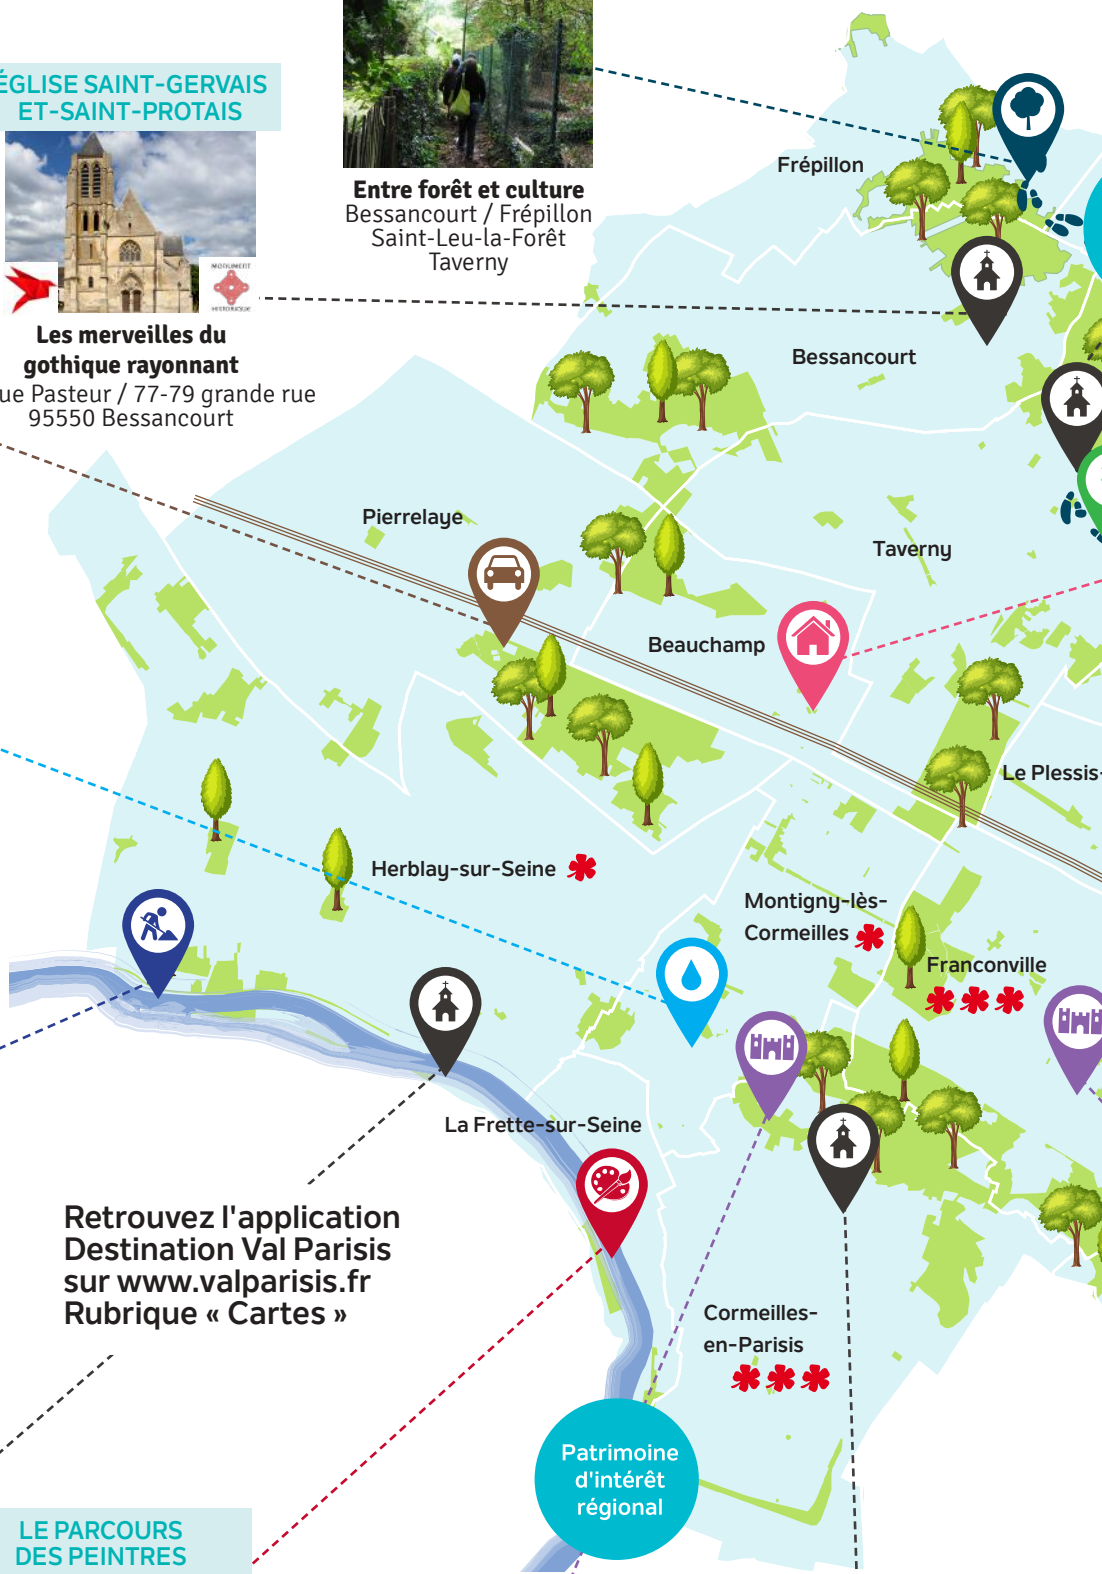 ÉGLISE SAINT-GERVAIS
ET-SAINT-PROTAIS
MONUMENT
HISTORIQUE
Les merveilles du
gothique rayonnant
ue Pasteur / 77-79 grande rue
95550 Bessancourt
Entre forêt et culture
Bessancourt / Frépillon
Saint-Leu-la-Forêt
Taverny
Frépillon
Bessancourt
Pierrelaye
Taverny
Beauchamp
Le Plessis-
Herblay-sur-Seine
Montigny-lès-
Cormeilles
Franconville
La Frette-sur-Seine
Retrouvez l'application
Destination Val Parisis
sur www.valparisis.fr
Rubrique « Cartes »
Cormeilles-
en-Parisis
Patrimoine
d'intérêt
régional
LE PARCOURS
DES PEINTRES